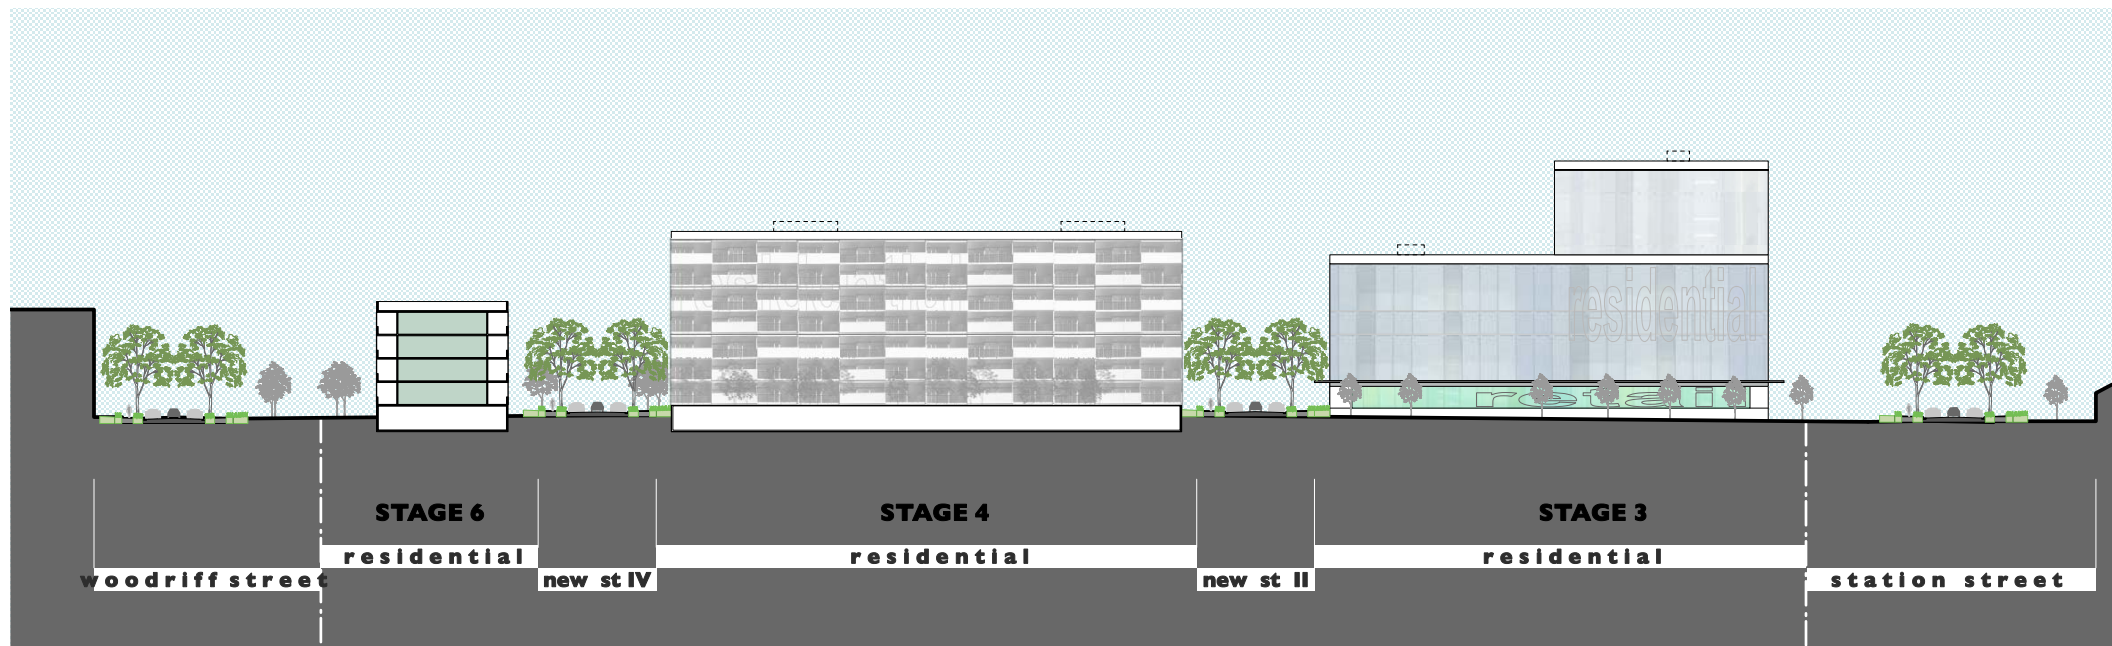 residential
residential
retail
STAGE 6
STAGE 4
STAGE 3
residential
residential
residential
woodriff street
new st IV
new st II
station street